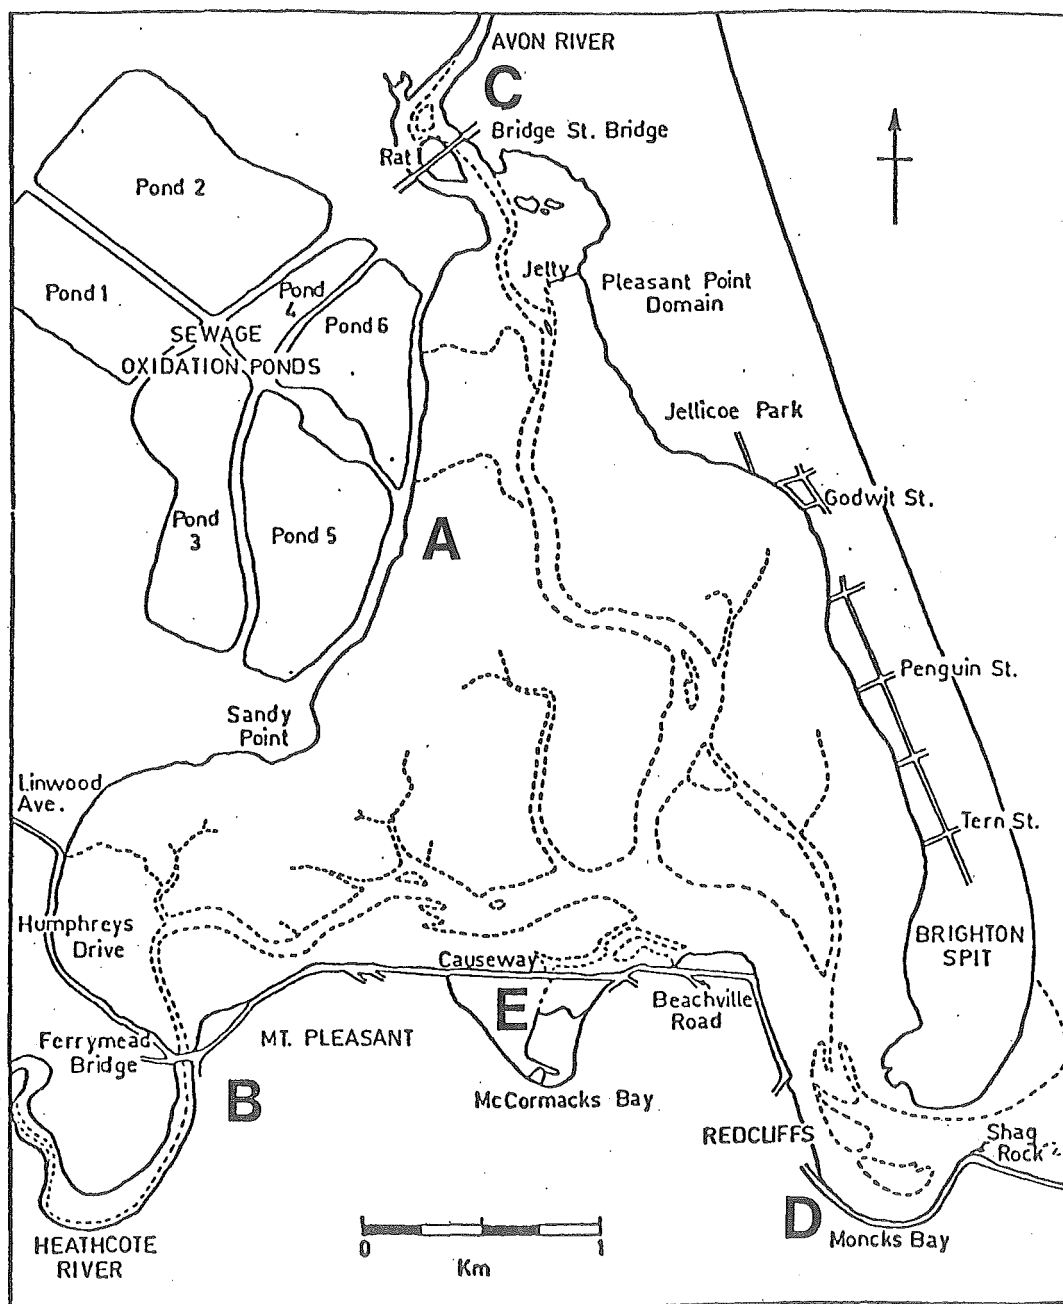 AVON RIVER
C
Bridge St. Bridge
Rat
Pond 2
Jetty
Pleasant Point
Domain
Pond 1
Pond
4
Pond 6
SEWAGE
OXIDATION PONDS
Jellicoe Park
Godwit St.
Pond
3
Pond 5
A
Penguin St.
Sandy
Point
Linwood
Ave.
Tern St.
Humphreys
Drive
BRIGHTON
SPIT
Causeway
E
Beachville
Road
Ferrymead
Bridge
MT. PLEASANT
B
McCormacks Bay
REDCLIFFS
Shag
Rock
D
Moncks Bay
HEATHCOTE
RIVER
0
1
Km